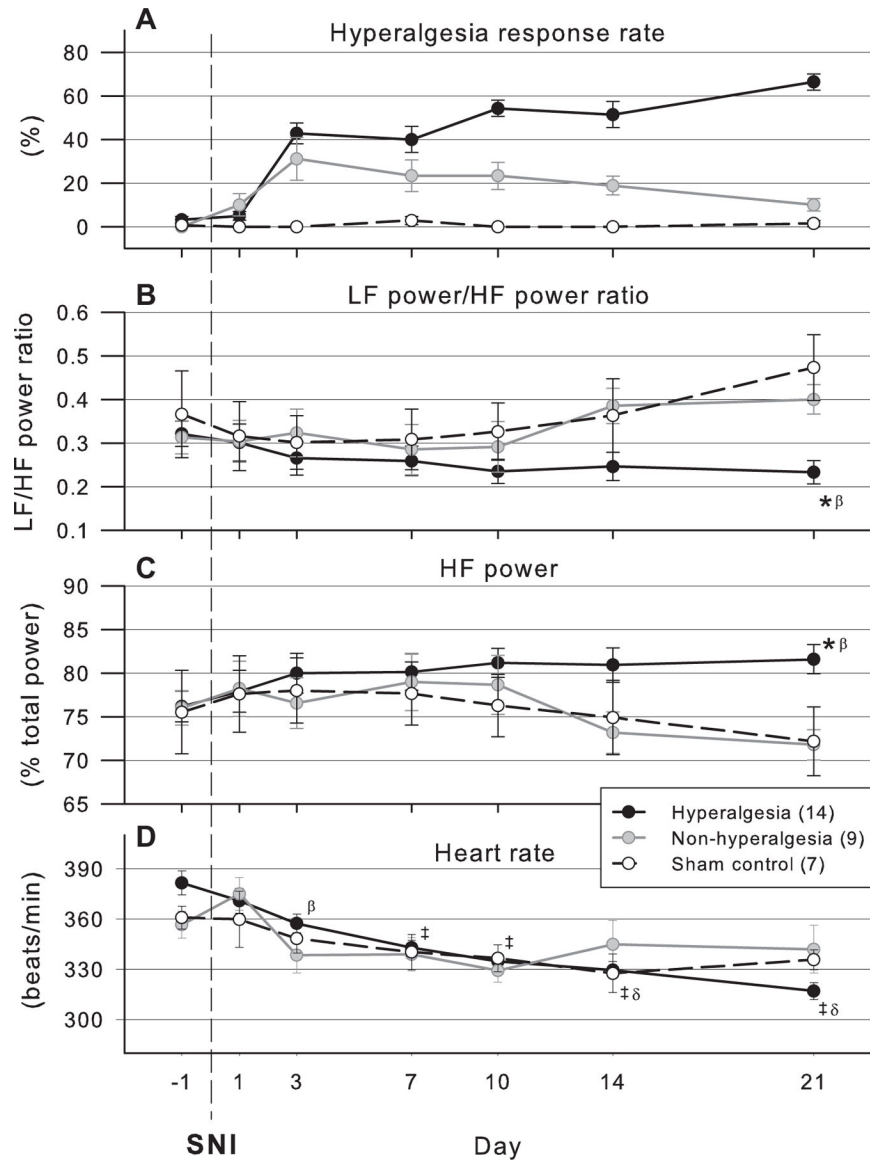 A
Hyperalgesia response rate
80
60
40
20
0
(%)
B
LF power/HF power ratio
0.6
0.5
0.4
0.3
0.2
0.1
LF/HF power ratio
*β
C
HF power
90
85
80
75
70
65
(% total power)
*β
Hyperalgesia (14)
Non-hyperalgesia (9)
Sham control (7)
D
Heart rate
390
360
330
300
(beats/min)
β
‡
‡
‡δ
‡δ
-1 1 3 7 10 14 21
SNI Day